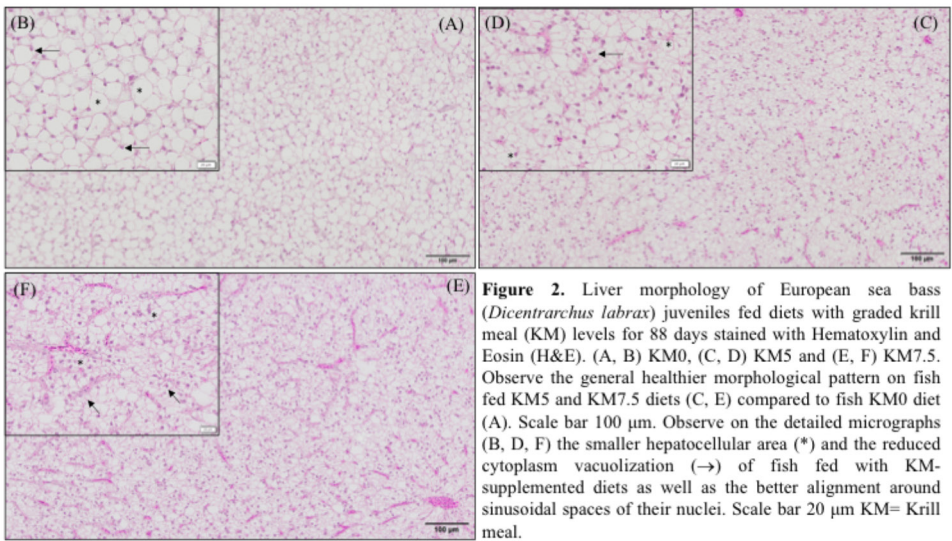 (B)
(A)
(D)
(C)
100 μm
100 μm
(F)
(E)
100 μm
Figure 2. Liver morphology of European sea bass
(Dicentrarchus labrax) juveniles fed diets with graded krill
meal (KM) levels for 88 days stained with Hematoxylin and
Eosin (H&E). (A, B) KM0, (C, D) KM5 and (E, F) KM7.5.
Observe the general healthier morphological pattern on fish
fed KM5 and KM7.5 diets (C, E) compared to fish KM0 diet
(A). Scale bar 100 μm. Observe on the detailed micrographs
(B, D, F) the smaller hepatocellular area (*) and the reduced
cytoplasm vacuolization (→) of fish fed with KM-
supplemented diets as well as the better alignment around
sinusoidal spaces of their nuclei. Scale bar 20 μm KM= Krill
meal.